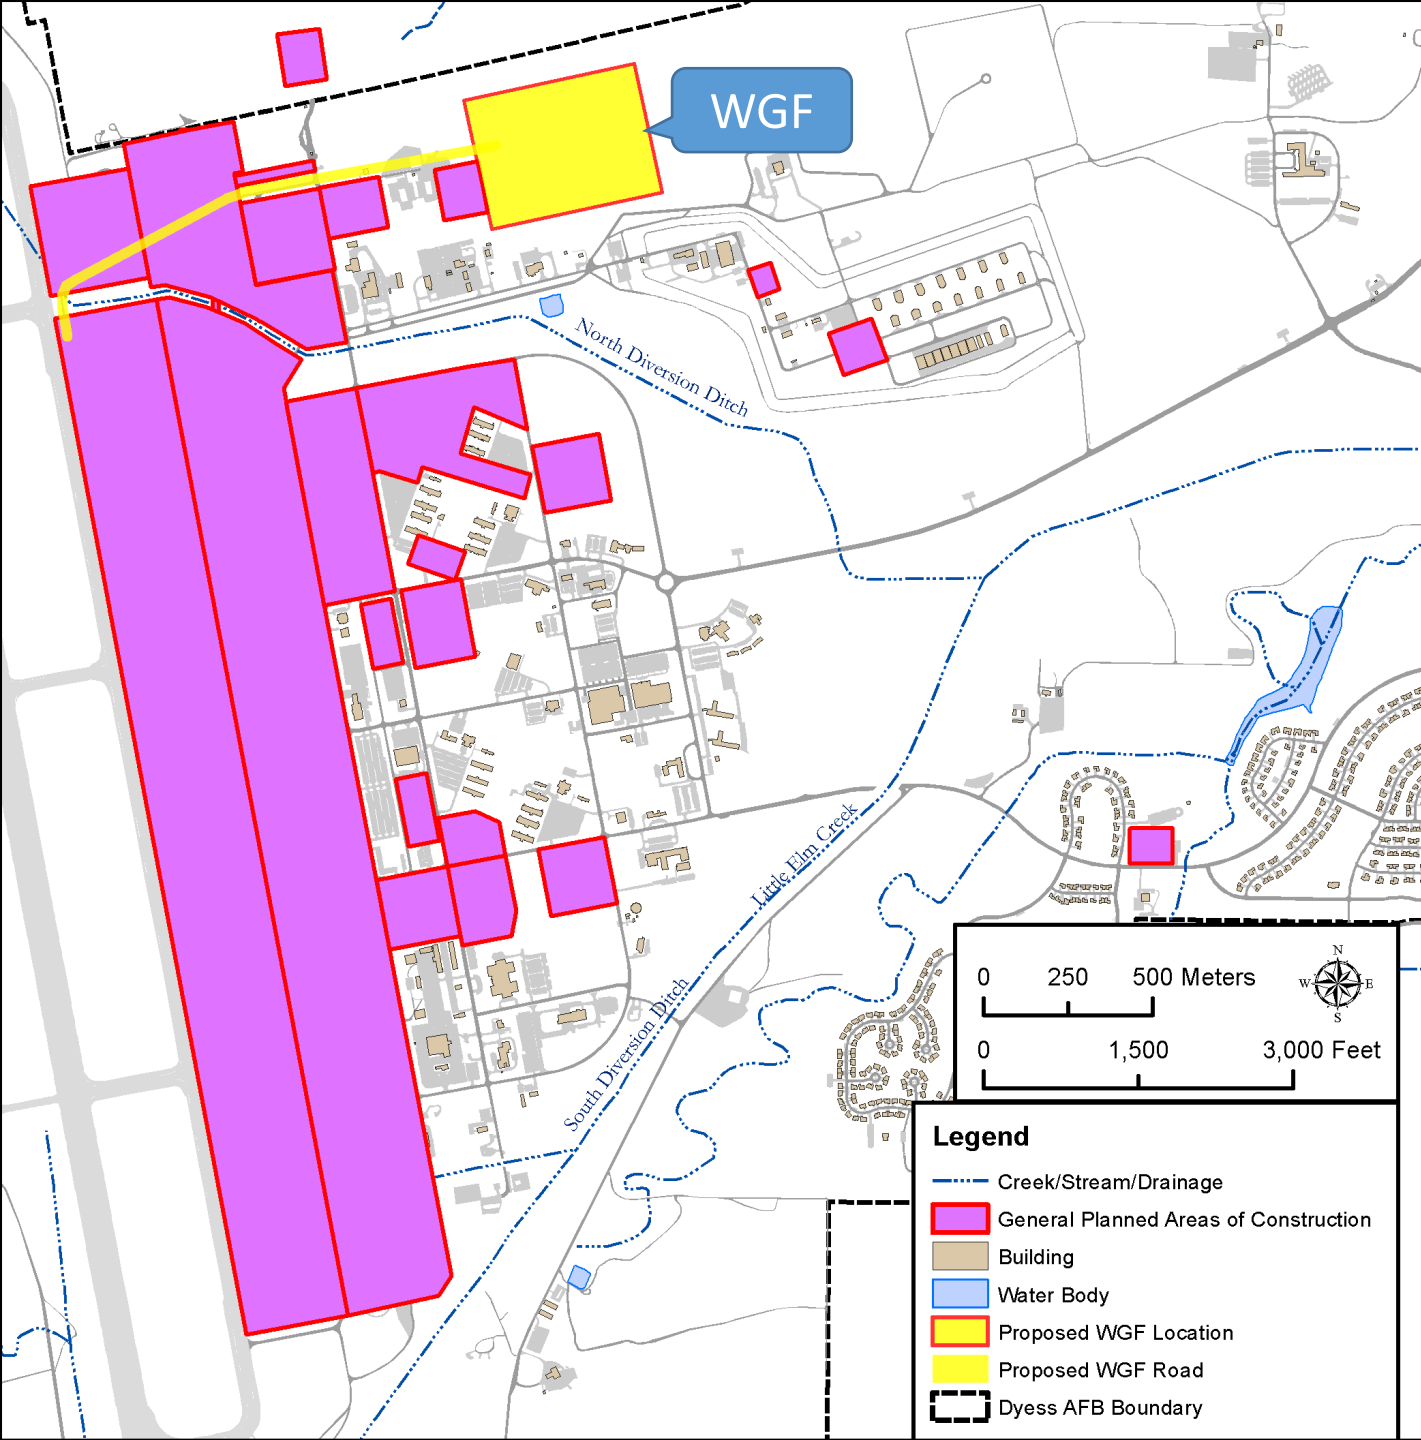 WGF
North Diversion Ditch
Little Elm Creek
South Diversion Ditch
0 250 500 Meters
N
W E
S
0 1,500 3,000 Feet
Legend
Creek/Stream/Drainage
General Planned Areas of Construction
Building
Water Body
Proposed WGF Location
Proposed WGF Road
Dyess AFB Boundary